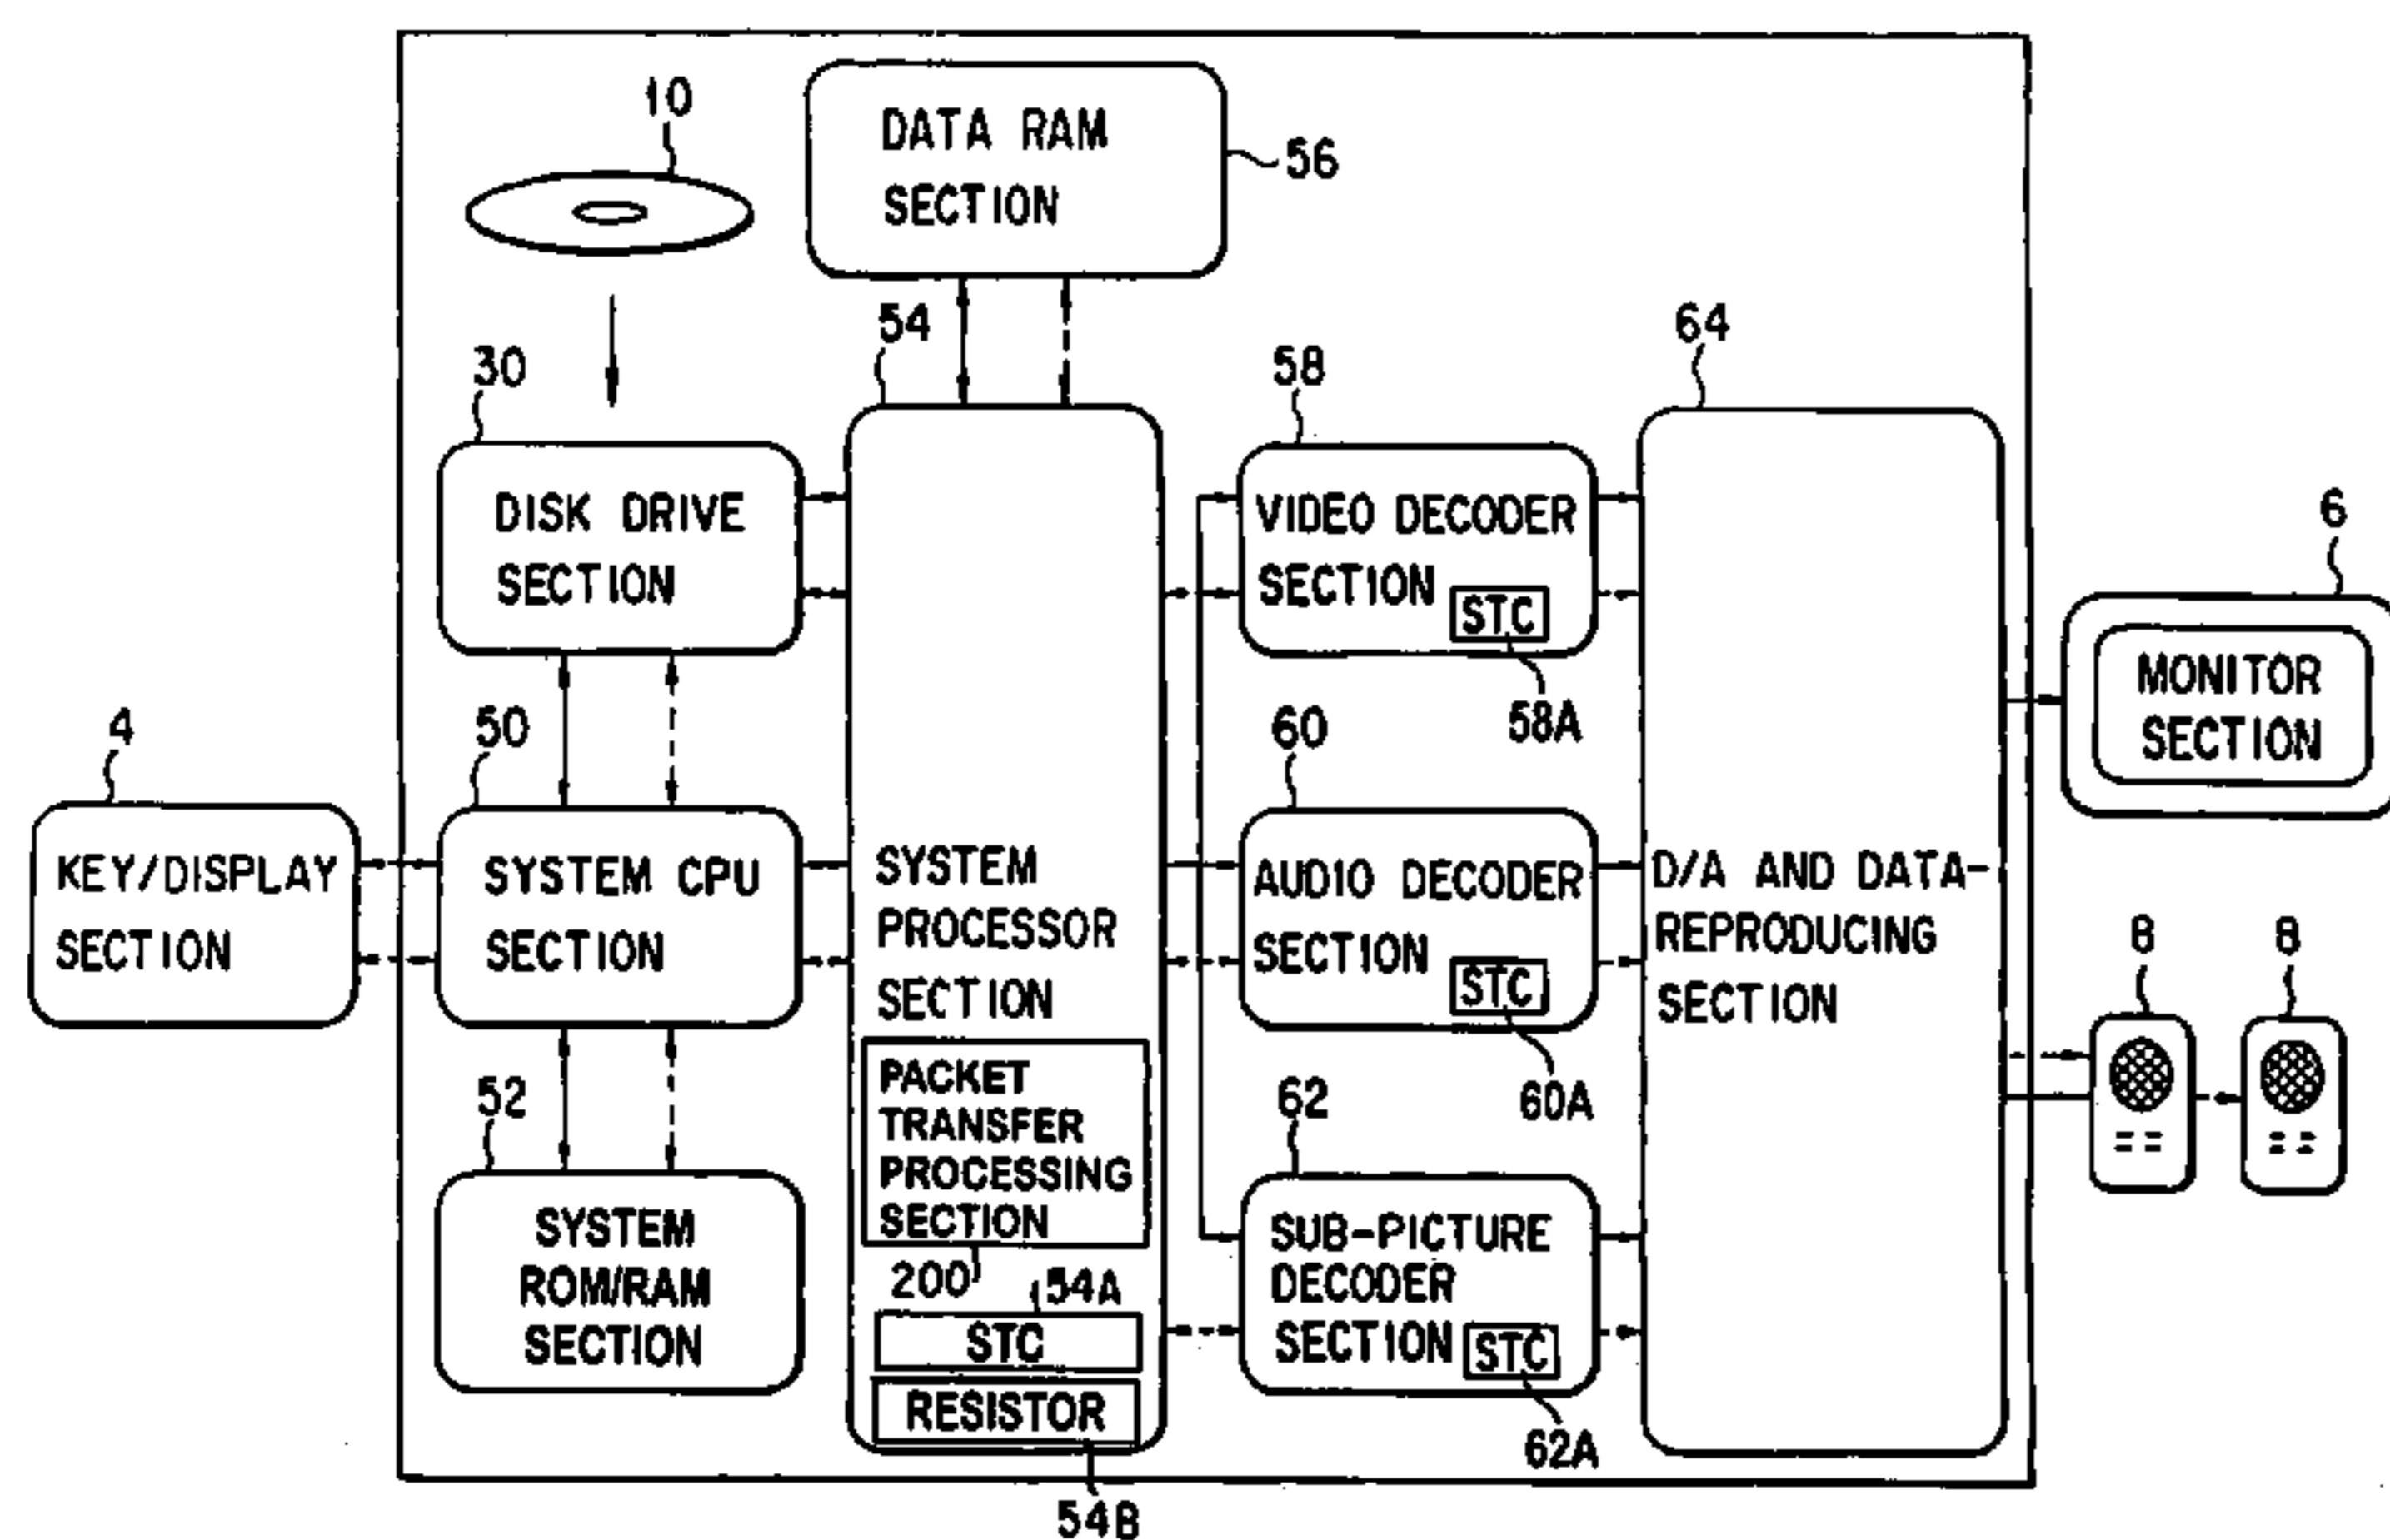 10
DATA RAM
SECTION
56
54
64
30
58
DISK DRIVE
SECTION
VIDEO DECODER
SECTION
STC
58A
6
MONITOR
SECTION
4
50
60
KEY/DISPLAY
SECTION
SYSTEM CPU
SECTION
SYSTEM
PROCESSOR
SECTION
AUDIO DECODER
SECTION
STC
60A
D/A AND DATA-
REPRODUCING
SECTION
8
8
52
PACKET
TRANSFER
PROCESSING
SECTION
200
62
SYSTEM
ROM/RAM
SECTION
54A
STC
RESISTOR
54B
SUB-PICTURE
DECODER
SECTION
STC
62A